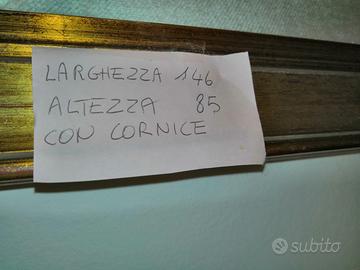 LARGHEZZA 146
ALTEZZA 85
CON CORNICE
subito